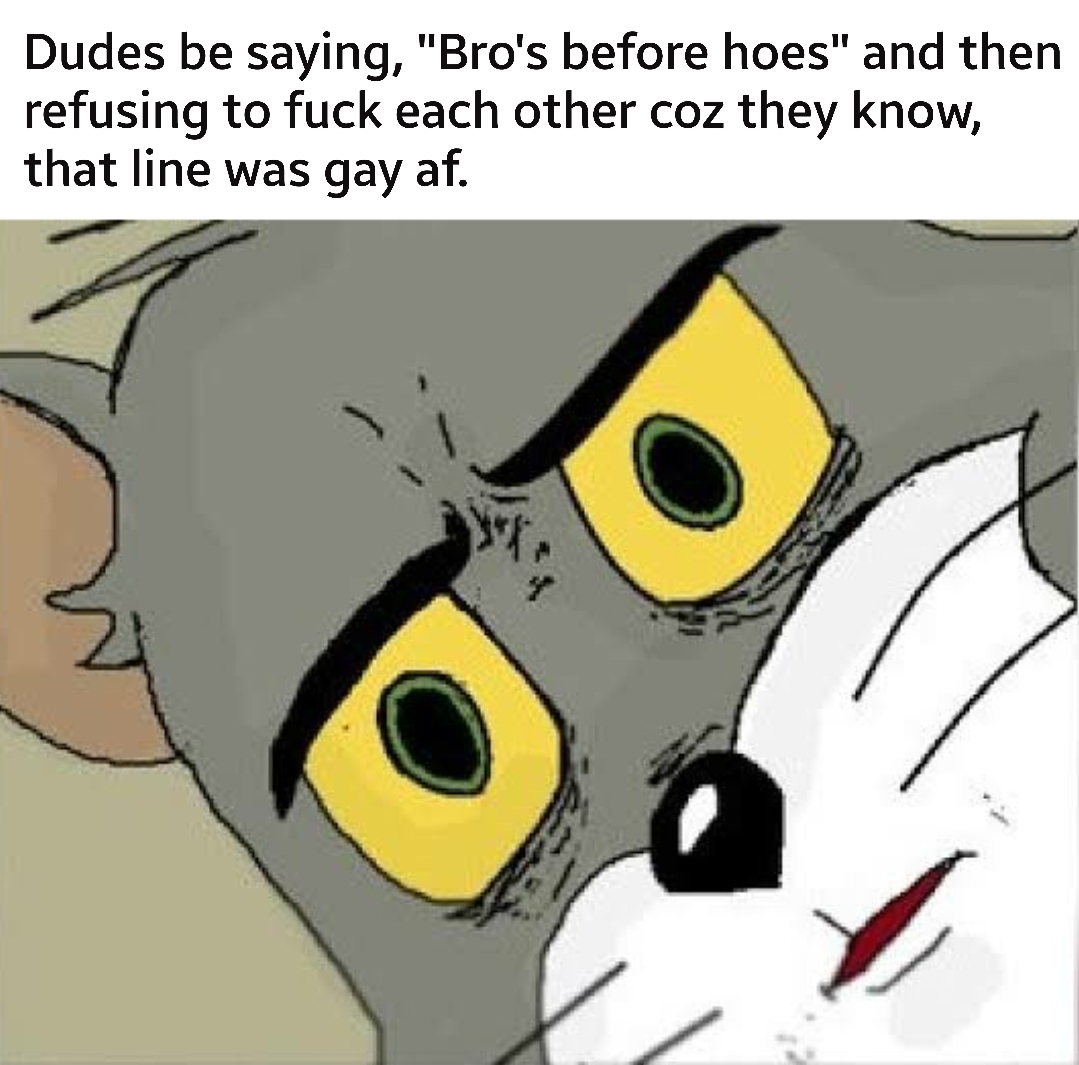 Dudes be saying, "Bro's before hoes" and then
refusing to fuck each other coz they know,
that line was gay af.